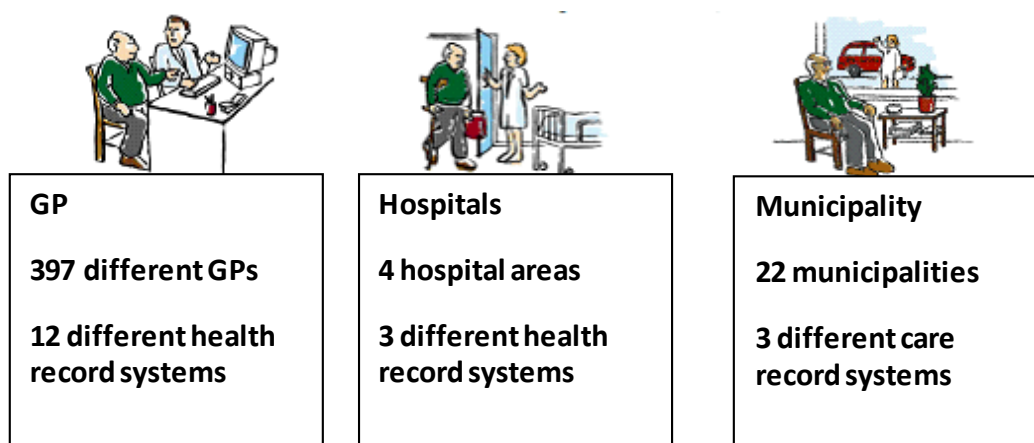 GP
397 different GPs
12 different health
record systems
Hospitals
4 hospital areas
3 different health
record systems
Municipality
22 municipalities
3 different care
record systems